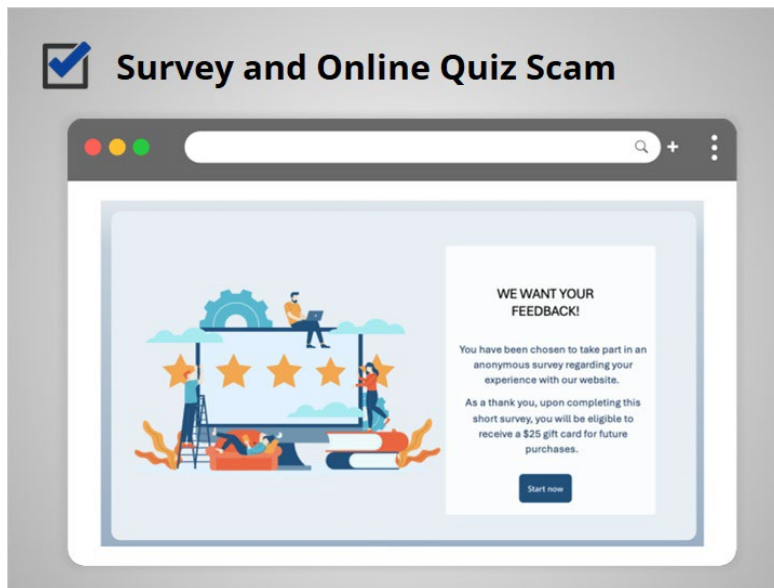 Survey and Online Quiz Scam
WE WANT YOUR
FEEDBACK!
You have been chosen to take part in an
anonymous survey regarding your
experience with our website.
As a thank you, upon completing this
short survey, you will be eligible to
receive a $25 gift card for future
purchases.
Start now